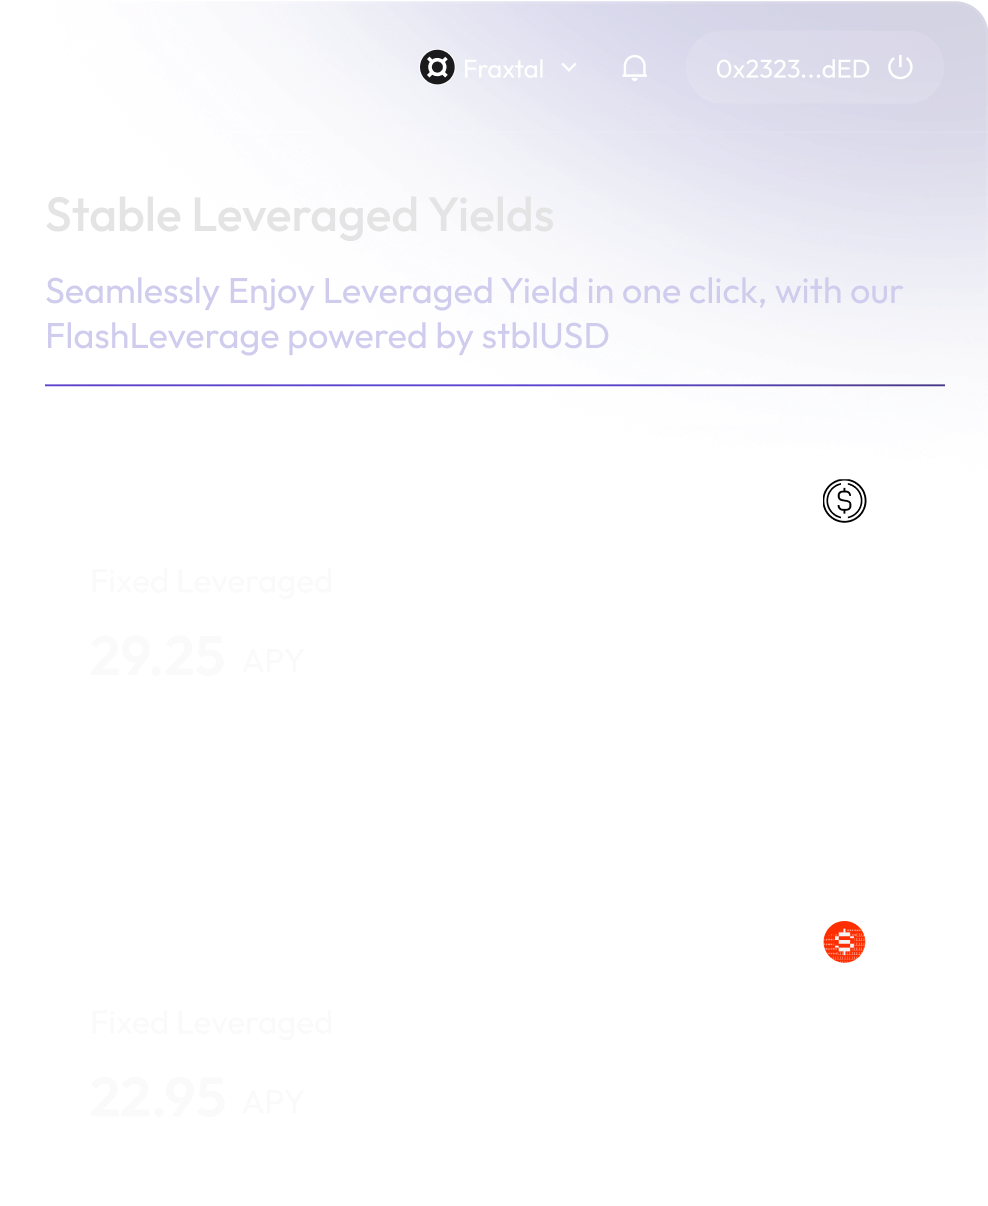 Fraxtal
0x2323...dED
Stable Leveraged Yields
Seamlessly Enjoy Leveraged Yield in one click, with our
FlashLeverage powered by stblUSD
Fixed Leveraged
29.25 APY
Fixed Leveraged
22.95 APY